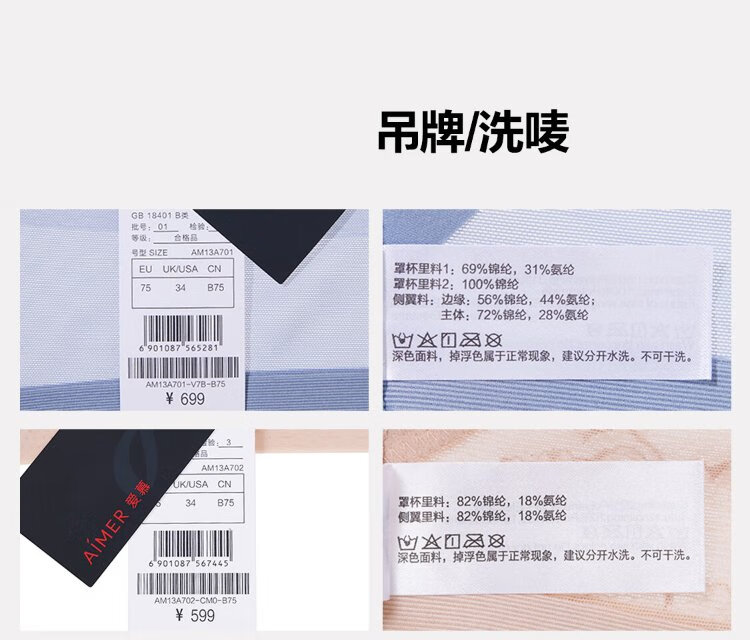 吊牌/洗唛
GB 18401 B类
批号: 01 检验:
等级: 合格品
号型 SIZE AM13A701
EU UK/USA CN
75 34 B75
6 901087 565281
AM13A701-V7B-B75
¥ 699
罩杯里料1: 69%锦纶, 31%氨纶
罩杯里料2: 100%锦纶
侧翼料: 边缘: 56%锦纶, 44%氨纶;
主体: 72%锦纶, 28%氨纶
深色面料, 掉浮色属于正常现象, 建议分开水洗。不可干洗。
检验: 3
格品
AM13A702
UK/USA CN
5 34 B75
AiMER 爱慕
6 901087 567445
AM13A702-CM0-B75
¥ 599
罩杯里料: 82%锦纶, 18%氨纶
侧翼里料: 82%锦纶, 18%氨纶
深色面料, 掉浮色属于正常现象, 建议分开水洗。不可干洗。